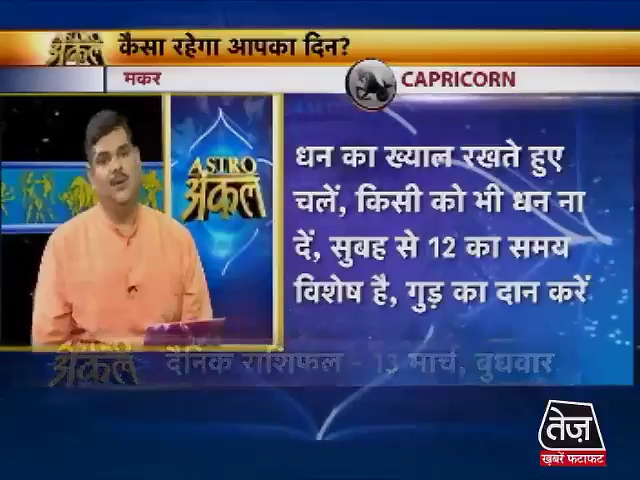 अंकल
कैसा रहेगा आपका दिन?
मकर
CAPRICORN
ASTRO
अंकल
धन का ख्याल रखते हुए
चलें, किसी को भी धन ना
दें, सुबह से 12 का समय
विशेष है, गुड़ का दान करें
अंकल
दैनिक राशिफल - 13 मार्च, बुधवार
तेज़
ख़बरें फटाफट